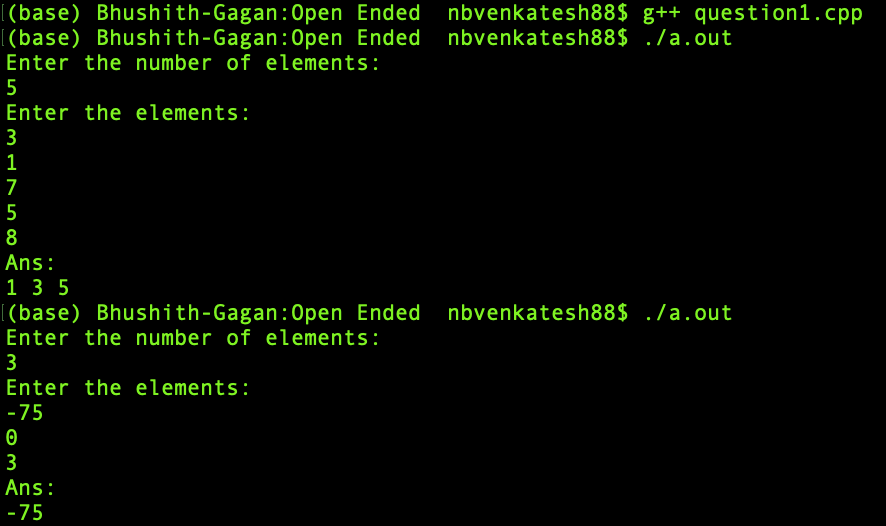 (base) Bhushith-Gagan:Open Ended  nbvenkatesh88$ g++ question1.cpp
(base) Bhushith-Gagan:Open Ended  nbvenkatesh88$ ./a.out
Enter the number of elements:
5
Enter the elements:
3
1
7
5
8
Ans:
1 3 5
(base) Bhushith-Gagan:Open Ended  nbvenkatesh88$ ./a.out
Enter the number of elements:
3
Enter the elements:
-75
0
3
Ans:
-75